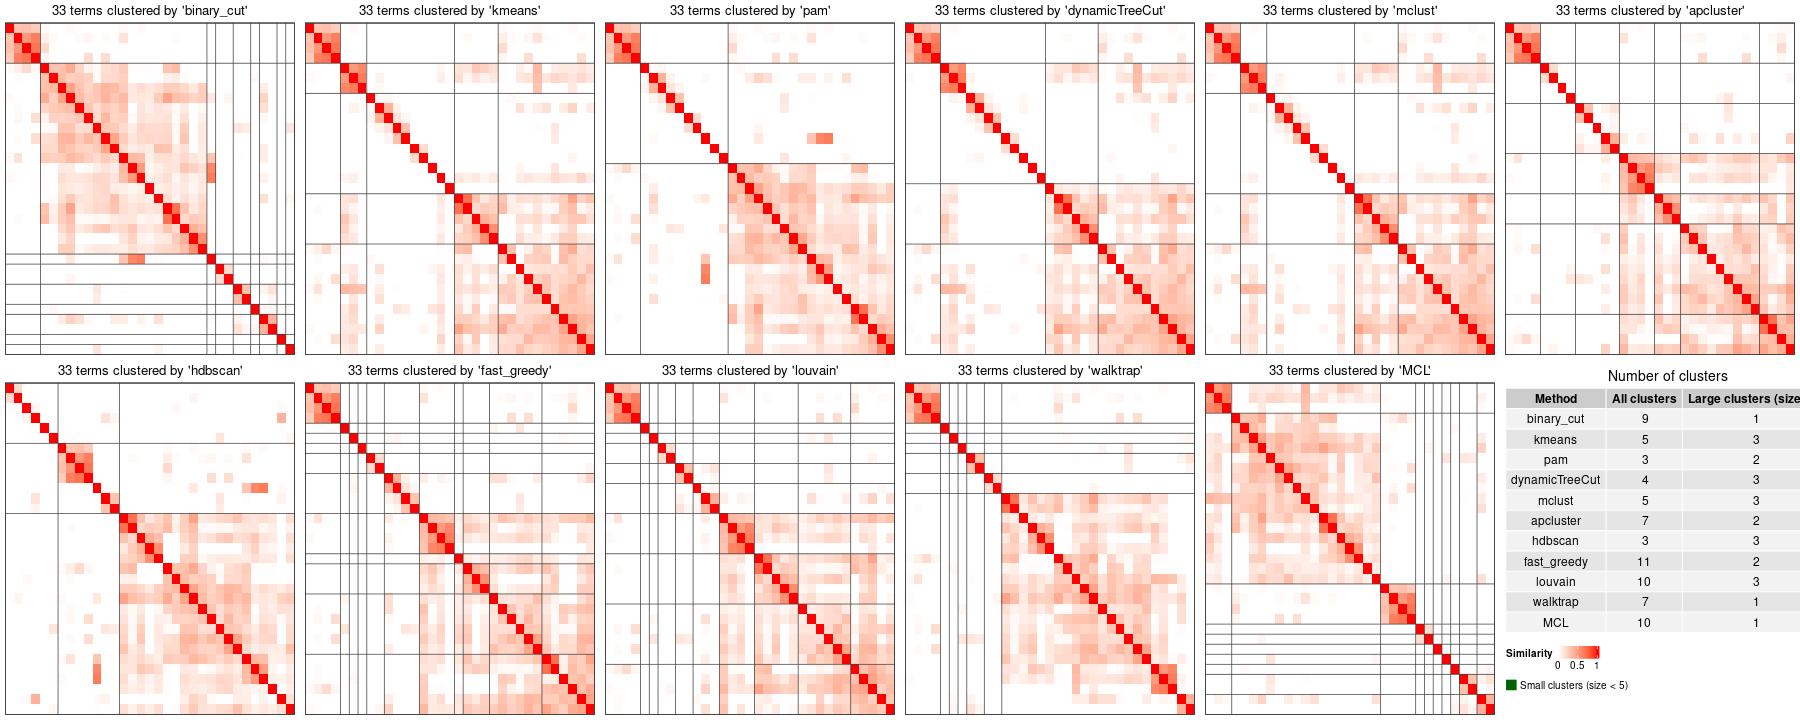 33 terms clustered by 'binary_cut'
33 terms clustered by 'kmeans'
33 terms clustered by 'pam'
33 terms clustered by 'dynamicTreeCut'
33 terms clustered by 'mclust'
33 terms clustered by 'apcluster'
33 terms clustered by 'hdbscan'
33 terms clustered by 'fast_greedy'
33 terms clustered by 'louvain'
33 terms clustered by 'walktrap'
33 terms clustered by 'MCL'
Number of clusters
Method All clusters Large clusters (size
binary_cut 9 1
kmeans 5 3
pam 3 2
dynamicTreeCut 4 3
mclust 5 3
apcluster 7 2
hdbscan 3 3
fast_greedy 11 2
louvain 10 3
walktrap 7 1
MCL 10 1
Similarity
0 0.5 1
Small clusters (size < 5)